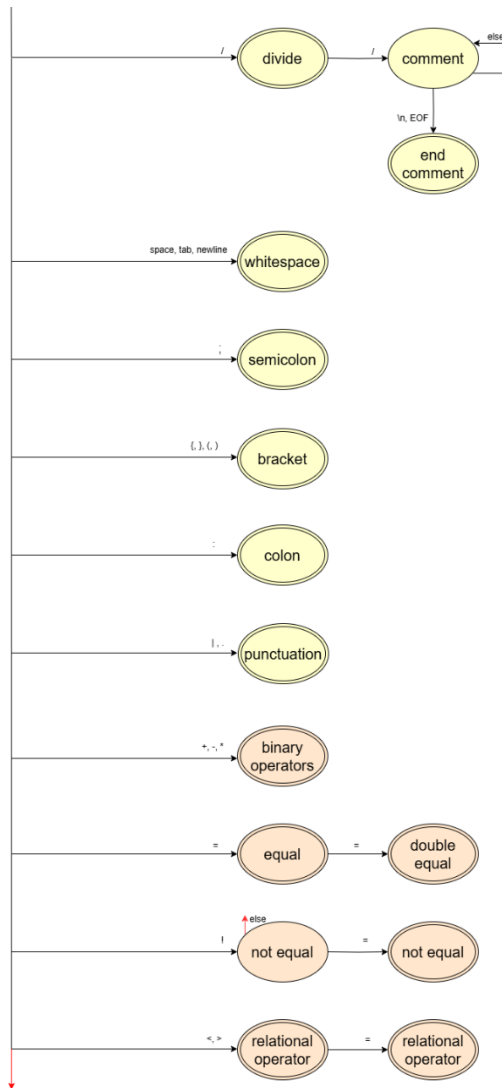 /
divide
/
comment
else
\n, EOF
end
comment
space, tab, newline
whitespace
;
semicolon
{, }, (, )
bracket
:
colon
| , .
punctuation
+, -, *
binary
operators
=
equal
=
double
equal
else
!
not equal
=
not equal
<, >
relational
operator
=
relational
operator